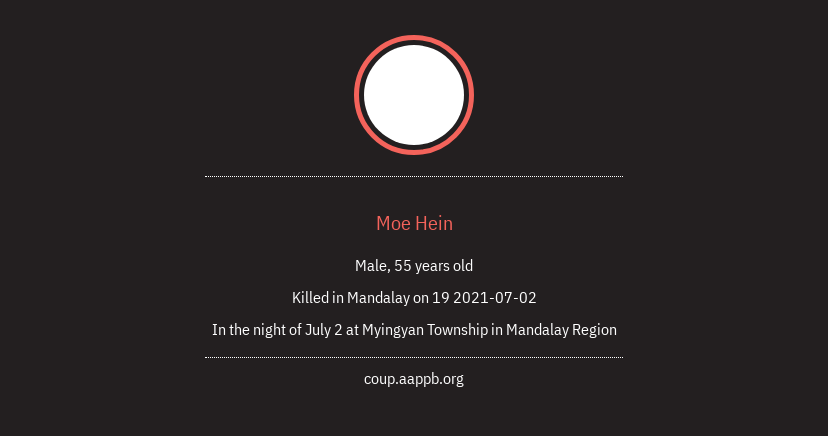 Moe Hein
Male, 55 years old
Killed in Mandalay on 19 2021-07-02
In the night of July 2 at Myingyan Township in Mandalay Region
coup.aappb.org